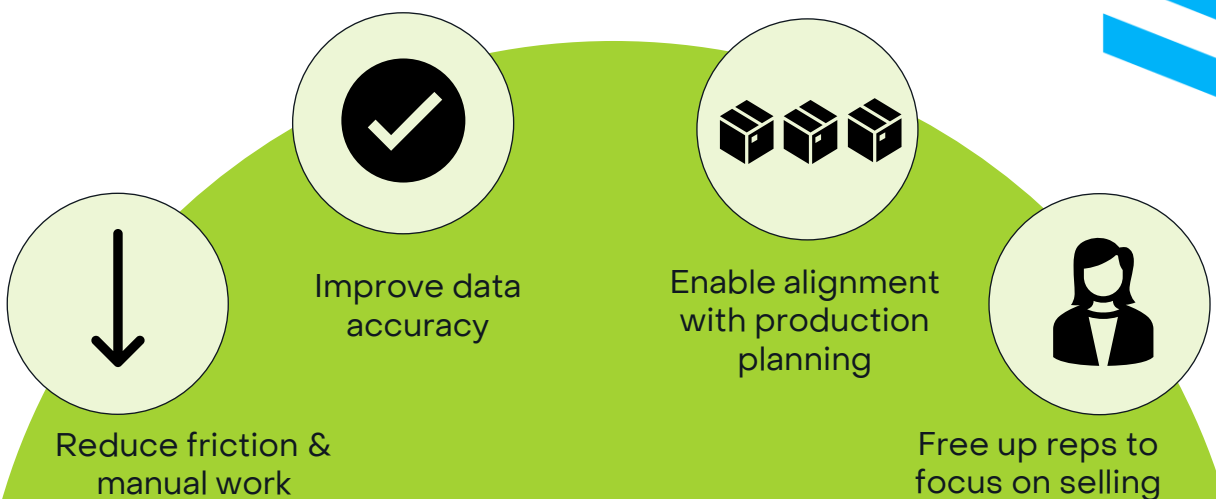 Improve data
accuracy
Enable alignment
with production
planning
Reduce friction &
manual work
Free up reps to
focus on selling